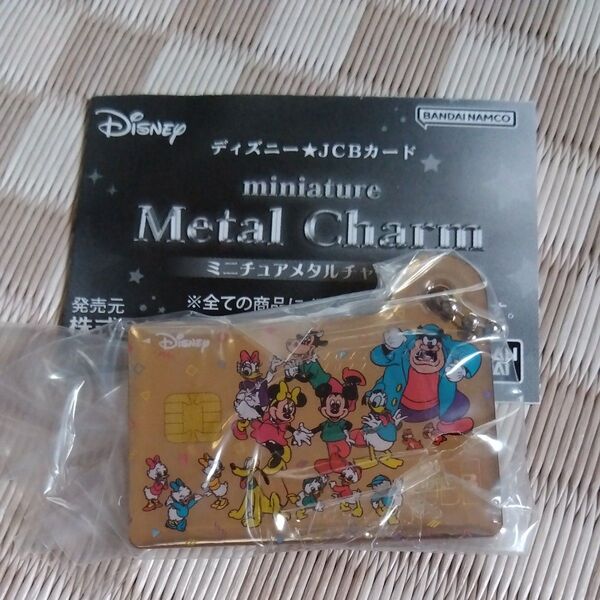 Disney
BANDAI NAMCO
ディズニー★JCBカード
miniature
Metal Charm
ミニチュアメタルチャ
発売元
※全ての商品に
Disney